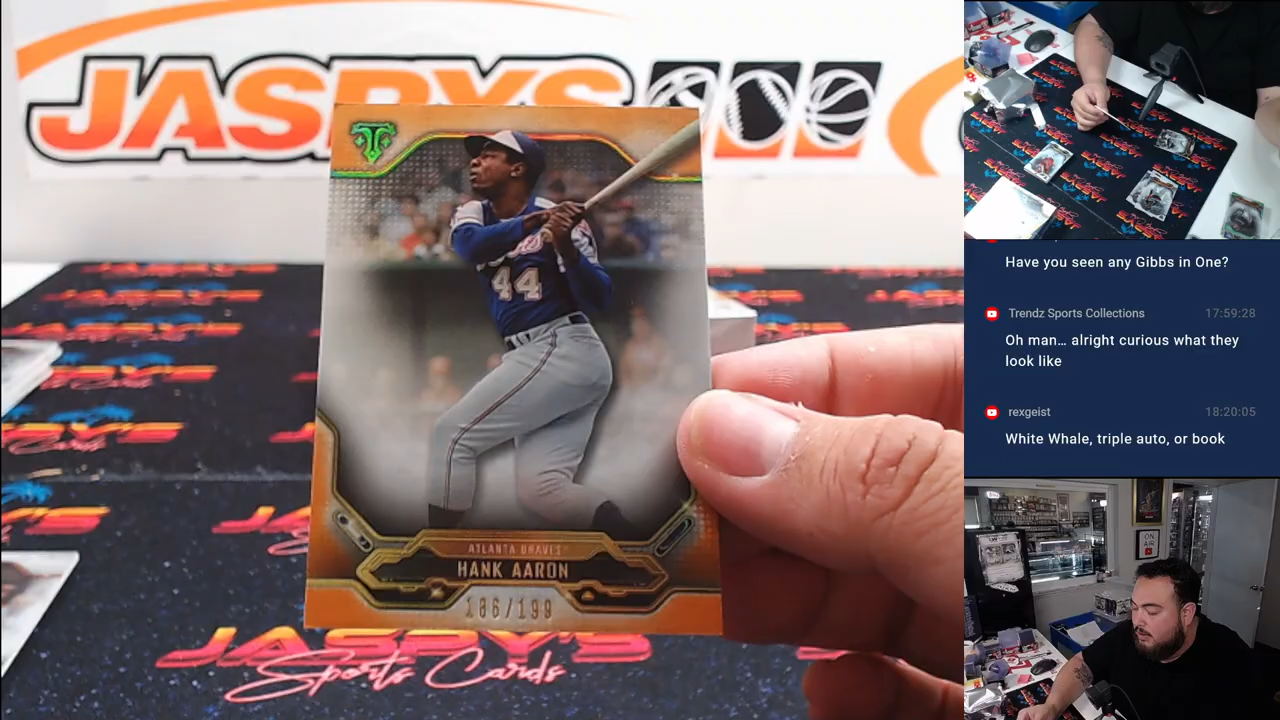 JASPYS
44
ATLANTA BRAVES
HANK AARON
186/199
JASPY'S
Sports Cards
Have you seen any Gibbs in One?
Trendz Sports Collections 17:59:28
Oh man… alright curious what they
look like
rexgeist 18:20:05
White Whale, triple auto, or book
ON
AIR